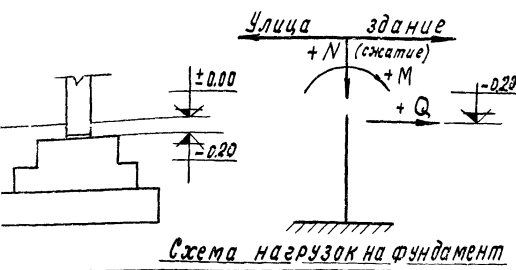 Улица здание
+N (сжатие)
+M
±0,00
-0,20
+Q
-0,20
Схема нагрузок на фундамент